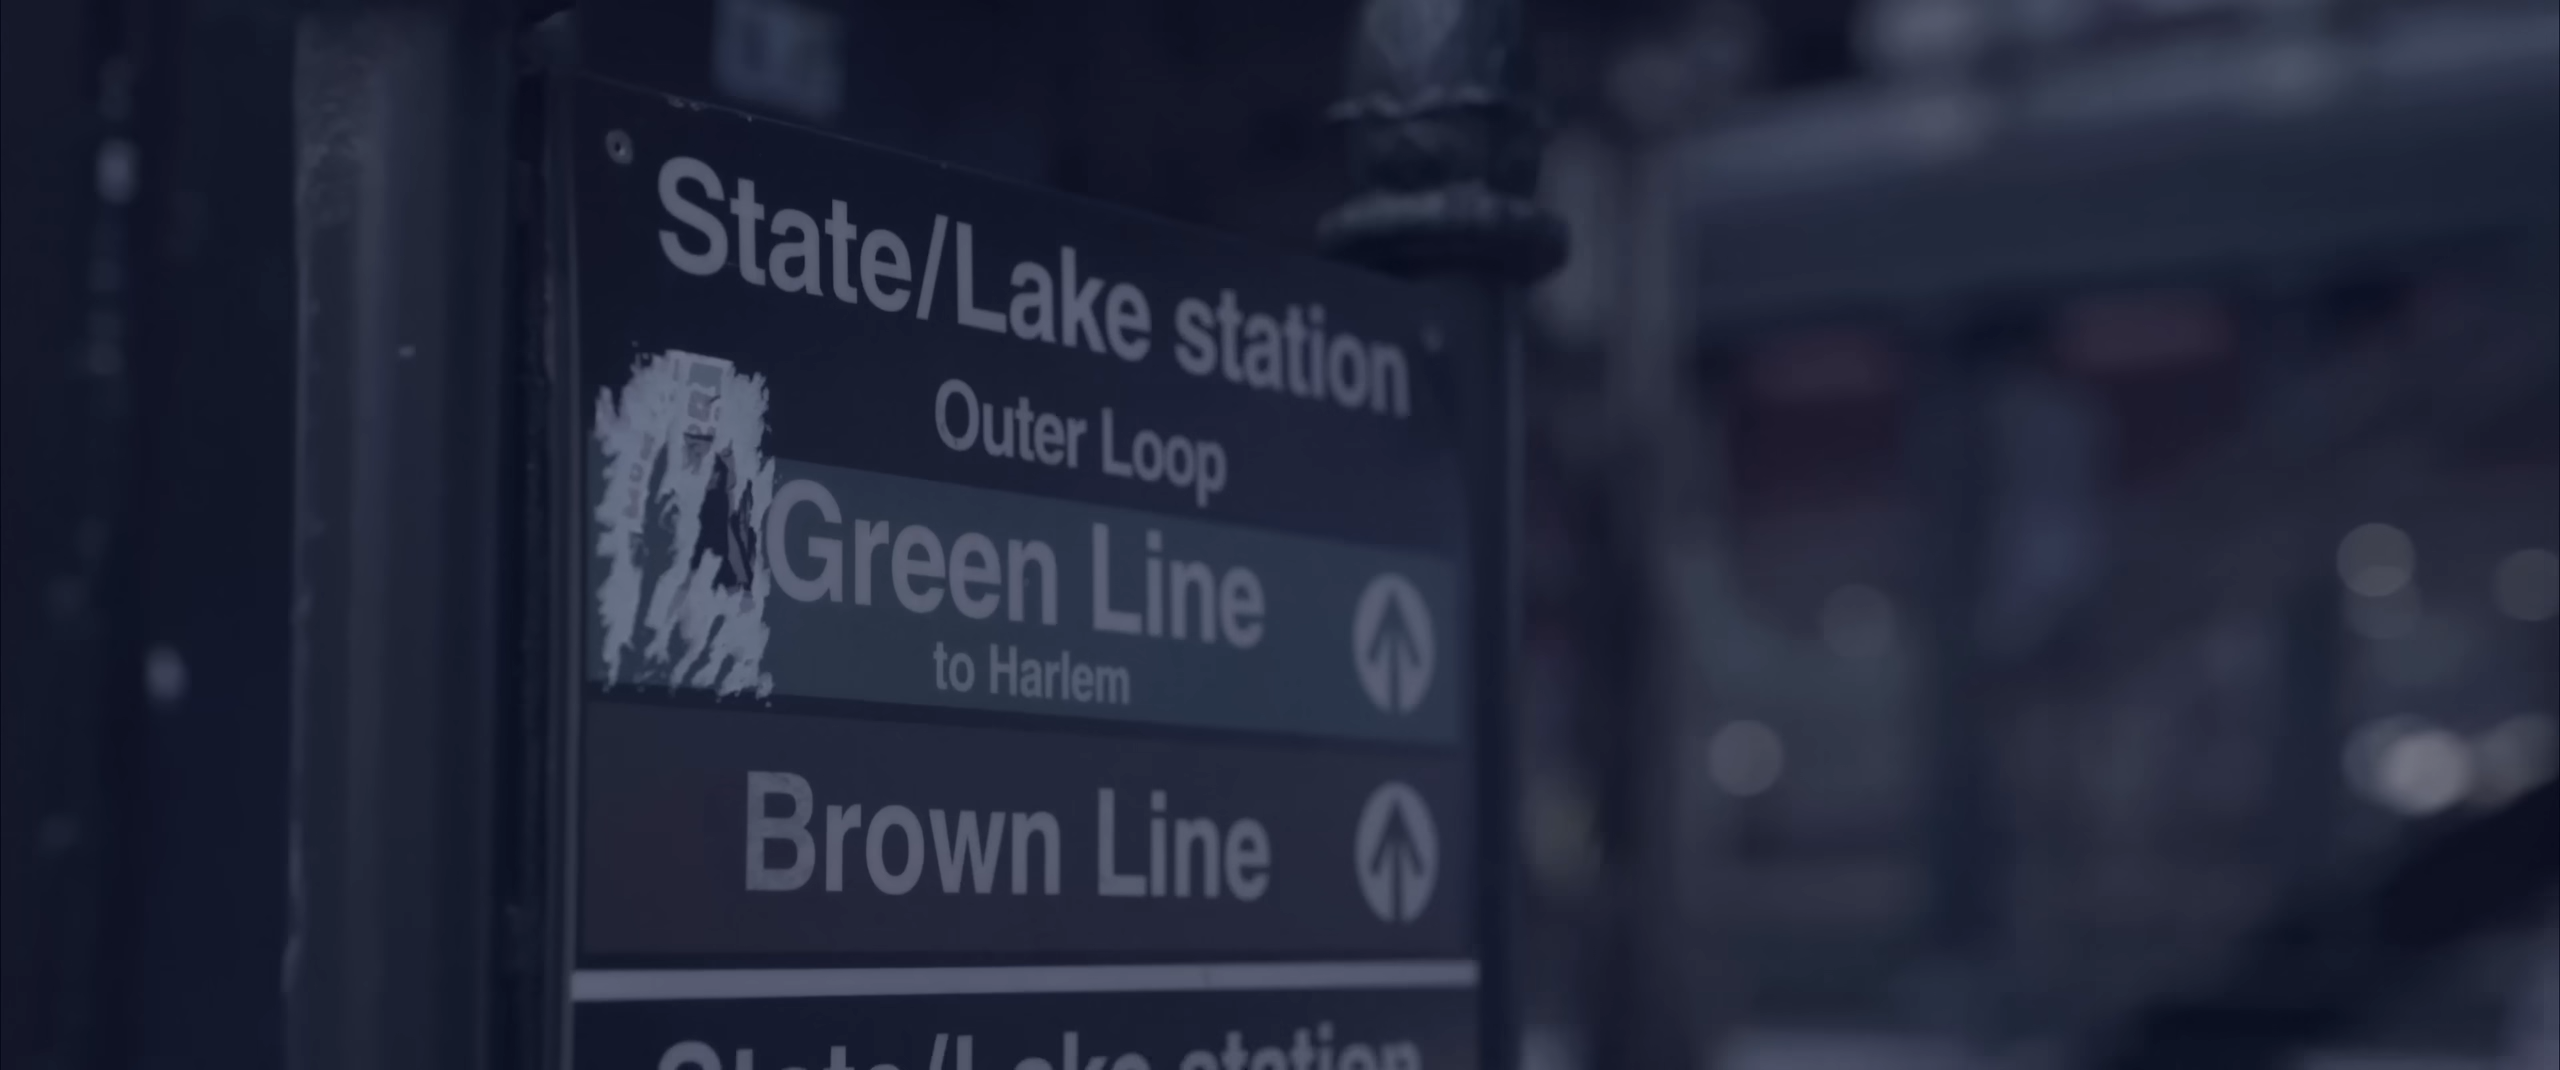 State/Lake station
Outer Loop
Green Line
to Harlem
Brown Line
State/Lake station